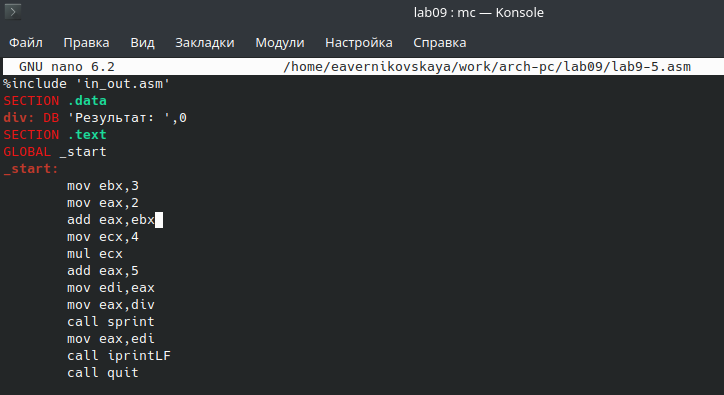 lab09 : mc — Konsole
Файл Правка Вид Закладки Модули Настройка Справка
GNU nano 6.2 /home/eavernikovskaya/work/arch-pc/lab09/lab9-5.asm
%include 'in_out.asm'
SECTION .data
div: DB 'Результат: ',0
SECTION .text
GLOBAL _start
_start:
mov ebx,3
mov eax,2
add eax,ebx
mov ecx,4
mul ecx
add eax,5
mov edi,eax
mov eax,div
call sprint
mov eax,edi
call iprintLF
call quit